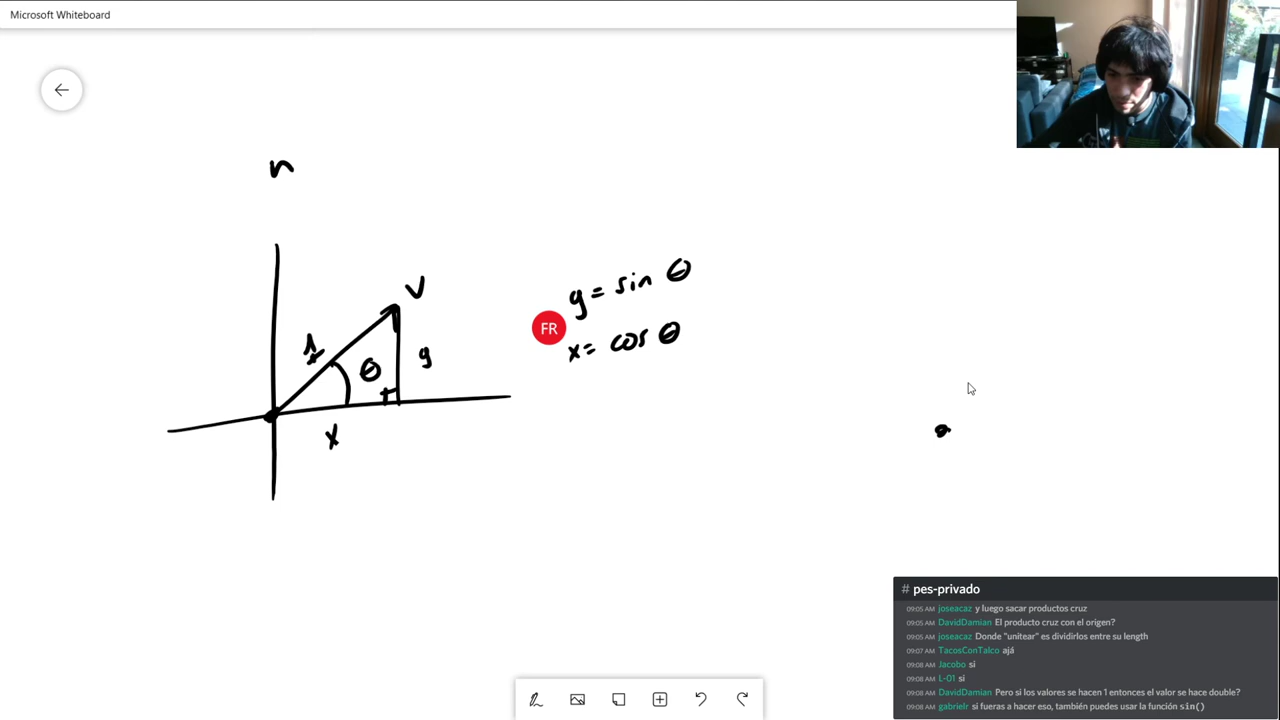 Microsoft Whiteboard
n
V
1
θ
y
x
y = sin θ
FR
x = cos θ
# pes-privado
09:05 AM joseacaz y luego sacar productos cruz
09:05 AM DavidDamian El producto cruz con el origen?
09:05 AM joseacaz Donde "unitear" es dividirlos entre su length
09:07 AM TacosConTalco ajá
09:08 AM Jacobo si
09:08 AM L-01 si
09:08 AM DavidDamian Pero si los valores se hacen 1 entonces el valor se hace double?
09:08 AM gabrielr si fueras a hacer eso, también puedes usar la función sin()